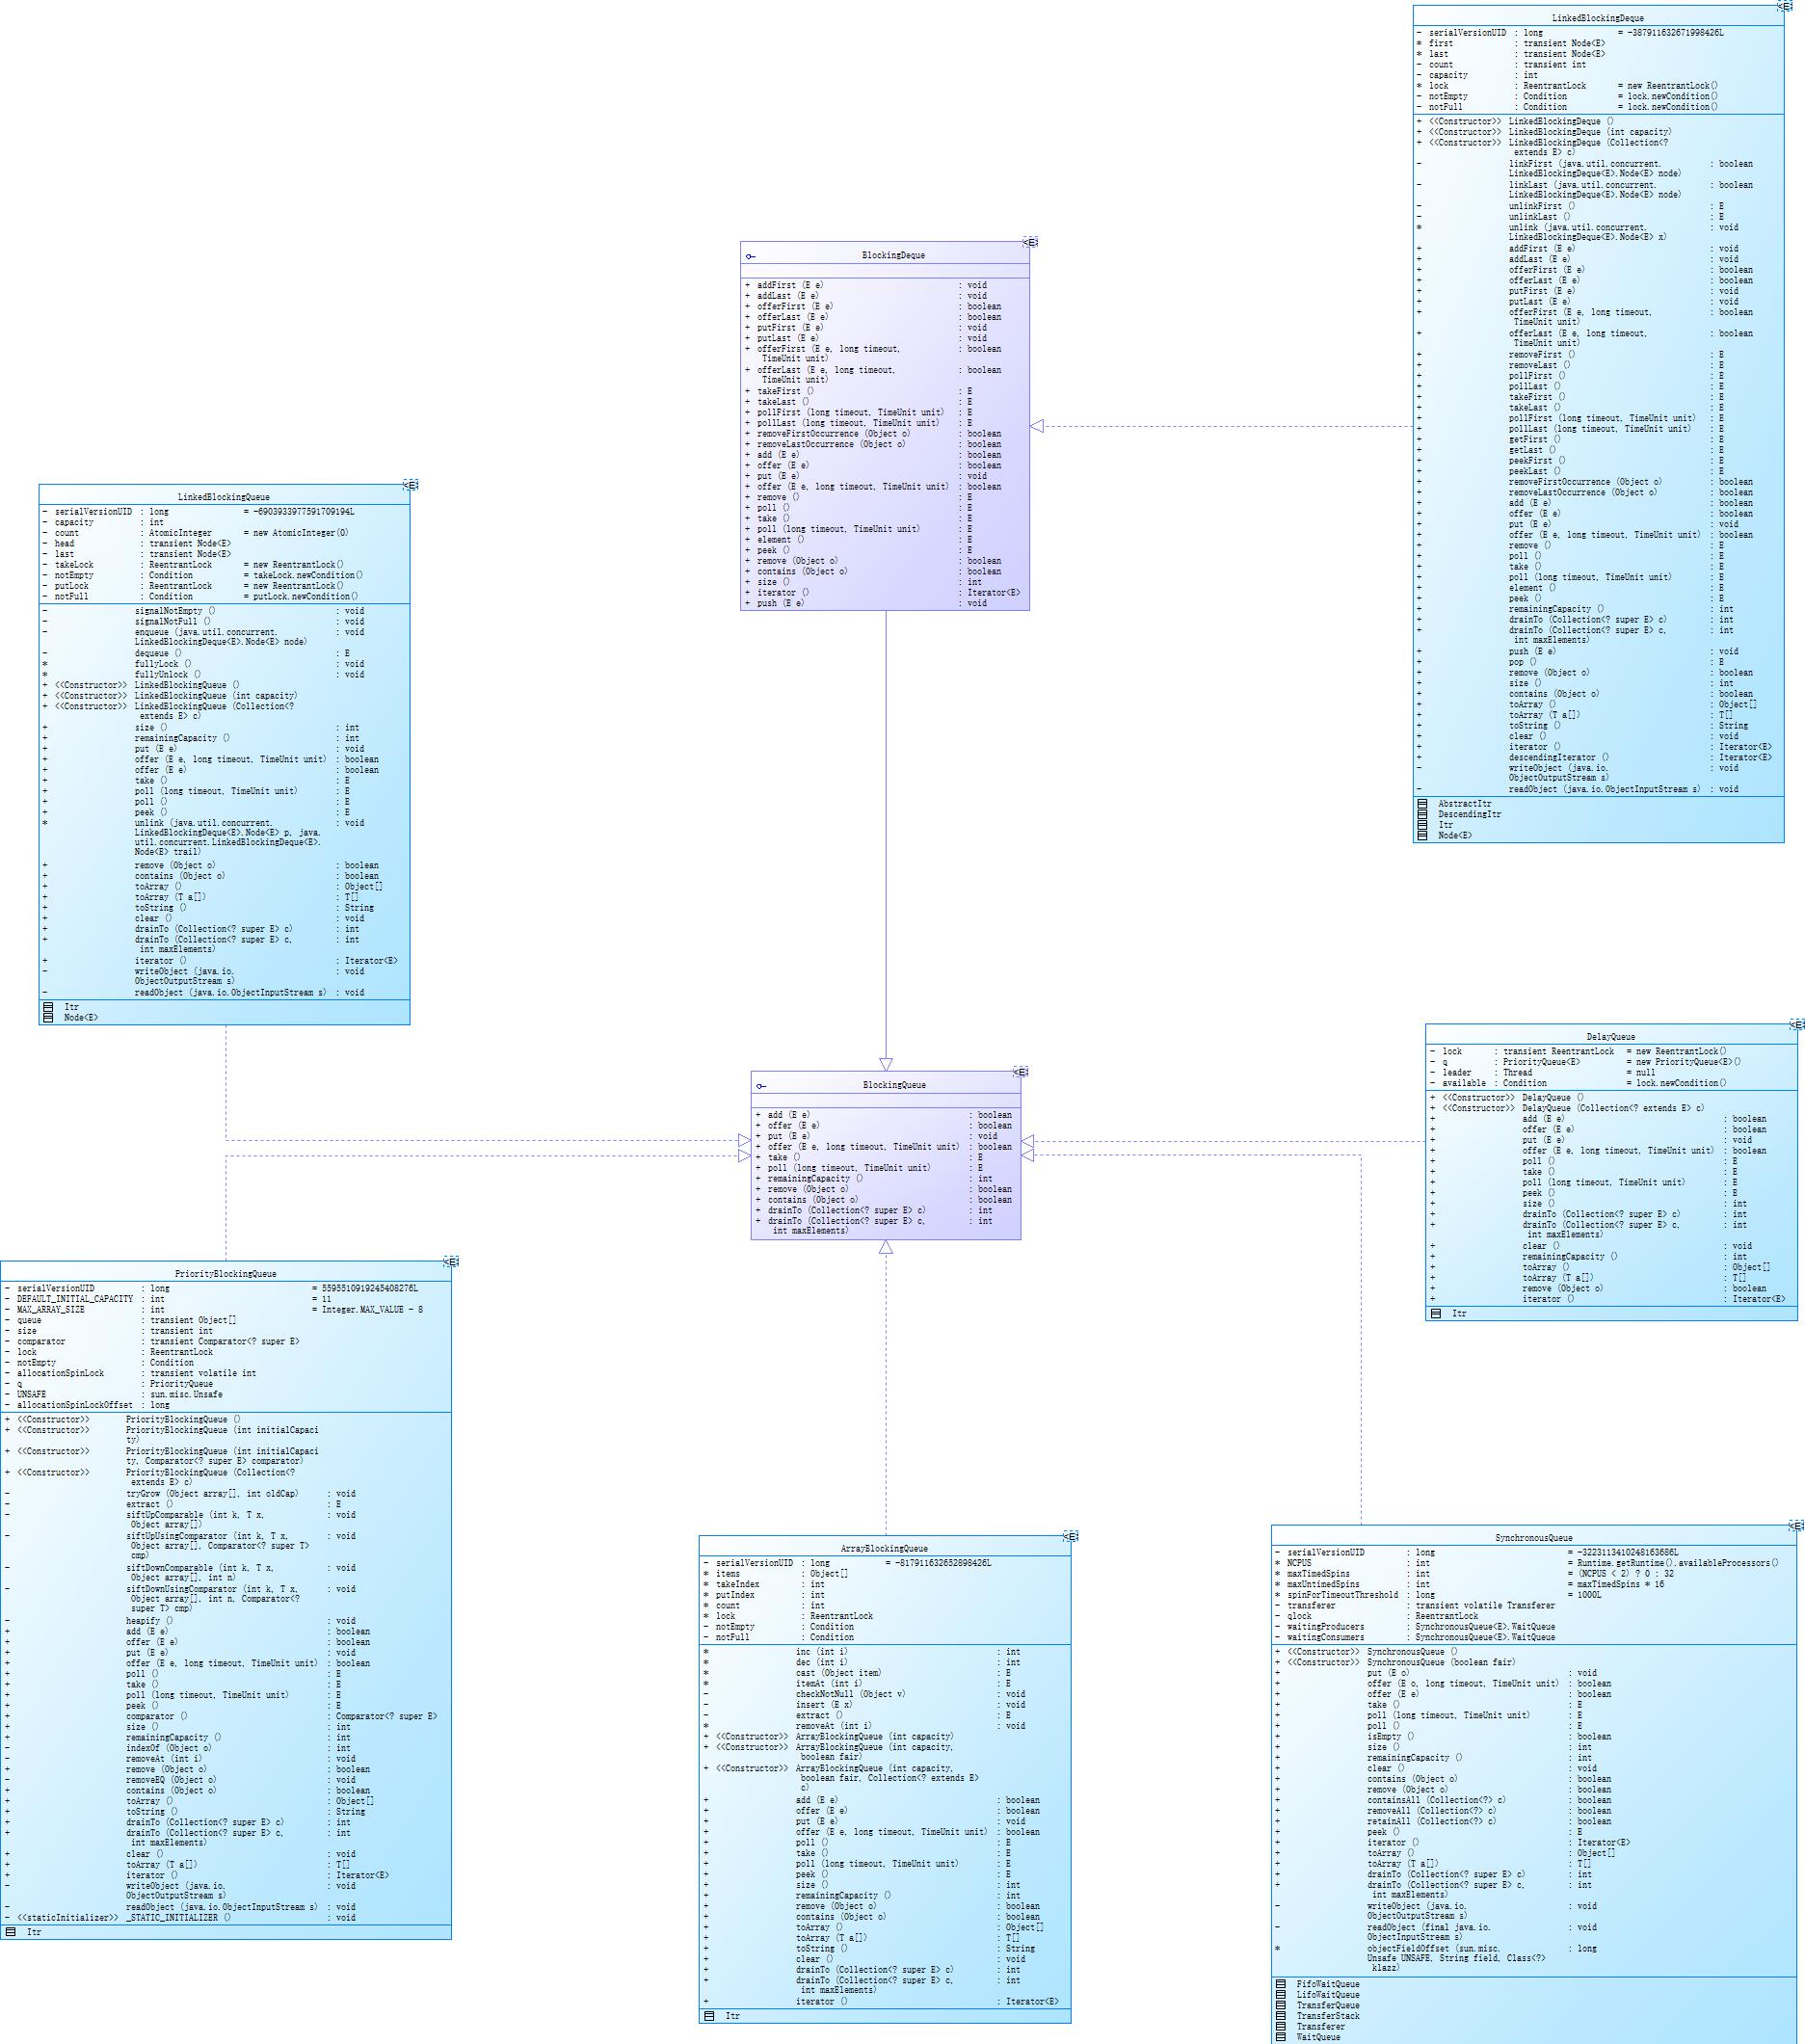 <E>
LinkedBlockingDeque
- serialVersionUID : long = -387911632671998426L
* first : transient Node<E>
* last : transient Node<E>
- count : transient int
- capacity : int
* lock : ReentrantLock = new ReentrantLock()
- notEmpty : Condition = lock.newCondition()
- notFull : Condition = lock.newCondition()
+ <<Constructor>> LinkedBlockingDeque ()
+ <<Constructor>> LinkedBlockingDeque (int capacity)
+ <<Constructor>> LinkedBlockingDeque (Collection<?
extends E> c)
- linkFirst (java.util.concurrent. : boolean
LinkedBlockingDeque<E>.Node<E> node)
- linkLast (java.util.concurrent. : boolean
LinkedBlockingDeque<E>.Node<E> node)
- unlinkFirst () : E
- unlinkLast () : E
* unlink (java.util.concurrent. : void
LinkedBlockingDeque<E>.Node<E> x)
+ addFirst (E e) : void
+ addLast (E e) : void
+ offerFirst (E e) : boolean
+ offerLast (E e) : boolean
+ putFirst (E e) : void
+ putLast (E e) : void
+ offerFirst (E e, long timeout, : boolean
TimeUnit unit)
+ offerLast (E e, long timeout, : boolean
TimeUnit unit)
+ removeFirst () : E
+ removeLast () : E
+ pollFirst () : E
+ pollLast () : E
+ takeFirst () : E
+ takeLast () : E
+ pollFirst (long timeout, TimeUnit unit) : E
+ pollLast (long timeout, TimeUnit unit) : E
+ getFirst () : E
+ getLast () : E
+ peekFirst () : E
+ peekLast () : E
+ removeFirstOccurrence (Object o) : boolean
+ removeLastOccurrence (Object o) : boolean
+ add (E e) : boolean
+ offer (E e) : boolean
+ put (E e) : void
+ offer (E e, long timeout, TimeUnit unit) : boolean
+ remove () : E
+ poll () : E
+ take () : E
+ poll (long timeout, TimeUnit unit) : E
+ element () : E
+ peek () : E
+ remainingCapacity () : int
+ drainTo (Collection<? super E> c) : int
+ drainTo (Collection<? super E> c, : int
int maxElements)
+ push (E e) : void
+ pop () : E
+ remove (Object o) : boolean
+ size () : int
+ contains (Object o) : boolean
+ toArray () : Object[]
+ toArray (T a[]) : T[]
+ toString () : String
+ clear () : void
+ iterator () : Iterator<E>
+ descendingIterator () : Iterator<E>
- writeObject (java.io. : void
ObjectOutputStream s)
- readObject (java.io.ObjectInputStream s) : void
AbstractItr
DescendingItr
Itr
Node<E>
<E>
BlockingDeque
+ addFirst (E e) : void
+ addLast (E e) : void
+ offerFirst (E e) : boolean
+ offerLast (E e) : boolean
+ putFirst (E e) : void
+ putLast (E e) : void
+ offerFirst (E e, long timeout, : boolean
TimeUnit unit)
+ offerLast (E e, long timeout, : boolean
TimeUnit unit)
+ takeFirst () : E
+ takeLast () : E
+ pollFirst (long timeout, TimeUnit unit) : E
+ pollLast (long timeout, TimeUnit unit) : E
+ removeFirstOccurrence (Object o) : boolean
+ removeLastOccurrence (Object o) : boolean
+ add (E e) : boolean
+ offer (E e) : boolean
+ put (E e) : void
+ offer (E e, long timeout, TimeUnit unit) : boolean
+ remove () : E
+ poll () : E
+ take () : E
+ poll (long timeout, TimeUnit unit) : E
+ element () : E
+ peek () : E
+ remove (Object o) : boolean
+ contains (Object o) : boolean
+ size () : int
+ iterator () : Iterator<E>
+ push (E e) : void
<E>
LinkedBlockingQueue
- serialVersionUID : long = -6903933977591709194L
- capacity : int
- count : AtomicInteger = new AtomicInteger(0)
- head : transient Node<E>
- last : transient Node<E>
- takeLock : ReentrantLock = new ReentrantLock()
- notEmpty : Condition = takeLock.newCondition()
- putLock : ReentrantLock = new ReentrantLock()
- notFull : Condition = putLock.newCondition()
- signalNotEmpty () : void
- signalNotFull () : void
- enqueue (java.util.concurrent. : void
LinkedBlockingDeque<E>.Node<E> node)
- dequeue () : E
* fullyLock () : void
* fullyUnlock () : void
+ <<Constructor>> LinkedBlockingQueue ()
+ <<Constructor>> LinkedBlockingQueue (int capacity)
+ <<Constructor>> LinkedBlockingQueue (Collection<?
extends E> c)
+ size () : int
+ remainingCapacity () : int
+ put (E e) : void
+ offer (E e, long timeout, TimeUnit unit) : boolean
+ offer (E e) : boolean
+ take () : E
+ poll (long timeout, TimeUnit unit) : E
+ poll () : E
+ peek () : E
* unlink (java.util.concurrent. : void
LinkedBlockingDeque<E>.Node<E> p, java.
util.concurrent.LinkedBlockingDeque<E>.
Node<E> trail)
+ remove (Object o) : boolean
+ contains (Object o) : boolean
+ toArray () : Object[]
+ toArray (T a[]) : T[]
+ toString () : String
+ clear () : void
+ drainTo (Collection<? super E> c) : int
+ drainTo (Collection<? super E> c, : int
int maxElements)
+ iterator () : Iterator<E>
- writeObject (java.io. : void
ObjectOutputStream s)
- readObject (java.io.ObjectInputStream s) : void
Itr
Node<E>
<E>
DelayQueue
- lock : transient ReentrantLock = new ReentrantLock()
- q : PriorityQueue<E> = new PriorityQueue<E>()
- leader : Thread = null
- available : Condition = lock.newCondition()
+ <<Constructor>> DelayQueue ()
+ <<Constructor>> DelayQueue (Collection<? extends E> c)
+ add (E e) : boolean
+ offer (E e) : boolean
+ put (E e) : void
+ offer (E e, long timeout, TimeUnit unit) : boolean
+ poll () : E
+ take () : E
+ poll (long timeout, TimeUnit unit) : E
+ peek () : E
+ size () : int
+ drainTo (Collection<? super E> c) : int
+ drainTo (Collection<? super E> c, : int
int maxElements)
+ clear () : void
+ remainingCapacity () : int
+ toArray () : Object[]
+ toArray (T a[]) : T[]
+ remove (Object o) : boolean
+ iterator () : Iterator<E>
Itr
<E>
BlockingQueue
+ add (E e) : boolean
+ offer (E e) : boolean
+ put (E e) : void
+ offer (E e, long timeout, TimeUnit unit) : boolean
+ take () : E
+ poll (long timeout, TimeUnit unit) : E
+ remainingCapacity () : int
+ remove (Object o) : boolean
+ contains (Object o) : boolean
+ drainTo (Collection<? super E> c) : int
+ drainTo (Collection<? super E> c, : int
int maxElements)
<E>
PriorityBlockingQueue
- serialVersionUID : long = 5595510919245408276L
- DEFAULT_INITIAL_CAPACITY : int = 11
- MAX_ARRAY_SIZE : int = Integer.MAX_VALUE - 8
- queue : transient Object[]
- size : transient int
- comparator : transient Comparator<? super E>
- lock : ReentrantLock
- notEmpty : Condition
- allocationSpinLock : transient volatile int
- q : PriorityQueue
- UNSAFE : sun.misc.Unsafe
- allocationSpinLockOffset : long
+ <<Constructor>> PriorityBlockingQueue ()
+ <<Constructor>> PriorityBlockingQueue (int initialCapaci
ty)
+ <<Constructor>> PriorityBlockingQueue (int initialCapaci
ty, Comparator<? super E> comparator)
+ <<Constructor>> PriorityBlockingQueue (Collection<?
extends E> c)
- tryGrow (Object array[], int oldCap) : void
- extract () : E
- siftUpComparable (int k, T x, : void
Object array[])
- siftUpUsingComparator (int k, T x, : void
Object array[], Comparator<? super T>
cmp)
- siftDownComparable (int k, T x, : void
Object array[], int n)
- siftDownUsingComparator (int k, T x, : void
Object array[], int n, Comparator<?
super T> cmp)
- heapify () : void
+ add (E e) : boolean
+ offer (E e) : boolean
+ put (E e) : void
+ offer (E e, long timeout, TimeUnit unit) : boolean
+ poll () : E
+ take () : E
+ poll (long timeout, TimeUnit unit) : E
+ peek () : E
+ comparator () : Comparator<? super E>
+ size () : int
+ remainingCapacity () : int
- indexOf (Object o) : int
- removeAt (int i) : void
+ remove (Object o) : boolean
- removeEQ (Object o) : void
+ contains (Object o) : boolean
+ toArray () : Object[]
+ toString () : String
+ drainTo (Collection<? super E> c) : int
+ drainTo (Collection<? super E> c, : int
int maxElements)
+ clear () : void
+ toArray (T a[]) : T[]
+ iterator () : Iterator<E>
- writeObject (java.io. : void
ObjectOutputStream s)
- readObject (java.io.ObjectInputStream s) : void
- <<staticInitializer>> _STATIC_INITIALIZER () : void
Itr
<E>
ArrayBlockingQueue
- serialVersionUID : long = -817911632652898426L
* items : Object[]
* takeIndex : int
* putIndex : int
* count : int
* lock : ReentrantLock
- notEmpty : Condition
- notFull : Condition
* inc (int i) : int
* dec (int i) : int
* cast (Object item) : E
* itemAt (int i) : E
- checkNotNull (Object v) : void
- insert (E x) : void
- extract () : E
* removeAt (int i) : void
+ <<Constructor>> ArrayBlockingQueue (int capacity)
+ <<Constructor>> ArrayBlockingQueue (int capacity,
boolean fair)
+ <<Constructor>> ArrayBlockingQueue (int capacity,
boolean fair, Collection<? extends E>
c)
+ add (E e) : boolean
+ offer (E e) : boolean
+ put (E e) : void
+ offer (E e, long timeout, TimeUnit unit) : boolean
+ poll () : E
+ take () : E
+ poll (long timeout, TimeUnit unit) : E
+ peek () : E
+ size () : int
+ remainingCapacity () : int
+ remove (Object o) : boolean
+ contains (Object o) : boolean
+ toArray () : Object[]
+ toArray (T a[]) : T[]
+ toString () : String
+ clear () : void
+ drainTo (Collection<? super E> c) : int
+ drainTo (Collection<? super E> c, : int
int maxElements)
+ iterator () : Iterator<E>
Itr
<E>
SynchronousQueue
- serialVersionUID : long = -3223113410248163686L
* NCPUS : int = Runtime.getRuntime().availableProcessors()
* maxTimedSpins : int = (NCPUS < 2) ? 0 : 32
* maxUntimedSpins : int = maxTimedSpins * 16
* spinForTimeoutThreshold : long = 1000L
- transferer : transient volatile Transferer
- qlock : ReentrantLock
- waitingProducers : SynchronousQueue<E>.WaitQueue
- waitingConsumers : SynchronousQueue<E>.WaitQueue
+ <<Constructor>> SynchronousQueue ()
+ <<Constructor>> SynchronousQueue (boolean fair)
+ put (E o) : void
+ offer (E o, long timeout, TimeUnit unit) : boolean
+ offer (E e) : boolean
+ take () : E
+ poll (long timeout, TimeUnit unit) : E
+ poll () : E
+ isEmpty () : boolean
+ size () : int
+ remainingCapacity () : int
+ clear () : void
+ contains (Object o) : boolean
+ remove (Object o) : boolean
+ containsAll (Collection<?> c) : boolean
+ removeAll (Collection<?> c) : boolean
+ retainAll (Collection<?> c) : boolean
+ peek () : E
+ iterator () : Iterator<E>
+ toArray () : Object[]
+ toArray (T a[]) : T[]
+ drainTo (Collection<? super E> c) : int
+ drainTo (Collection<? super E> c, : int
int maxElements)
- writeObject (java.io. : void
ObjectOutputStream s)
- readObject (final java.io. : void
ObjectInputStream s)
* objectFieldOffset (sun.misc. : long
Unsafe UNSAFE, String field, Class<?>
klazz)
FifoWaitQueue
LifoWaitQueue
TransferQueue
TransferStack
Transferer
WaitQueue